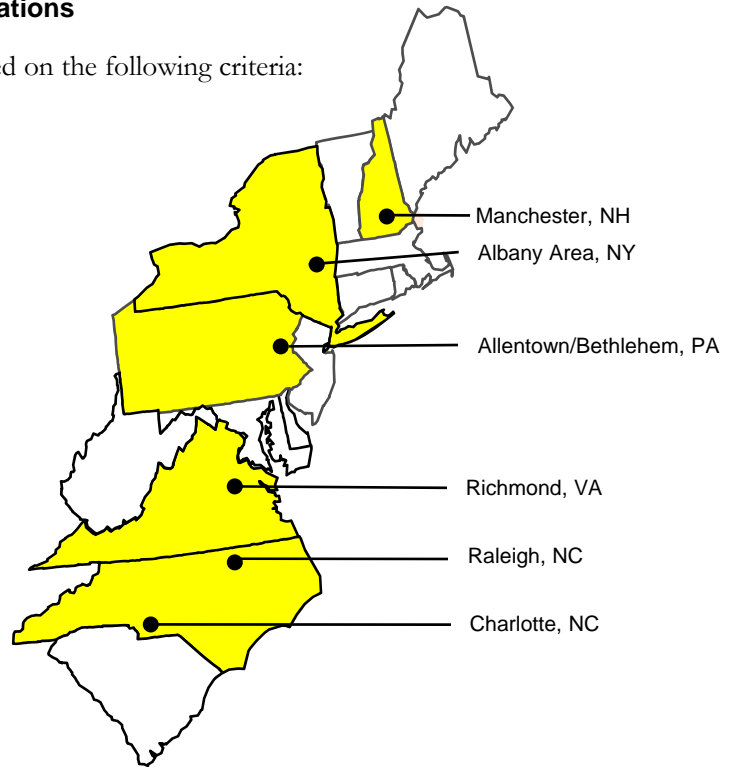 ations
ed on the following criteria:
Manchester, NH
Albany Area, NY
Allentown/Bethlehem, PA
Richmond, VA
Raleigh, NC
Charlotte, NC